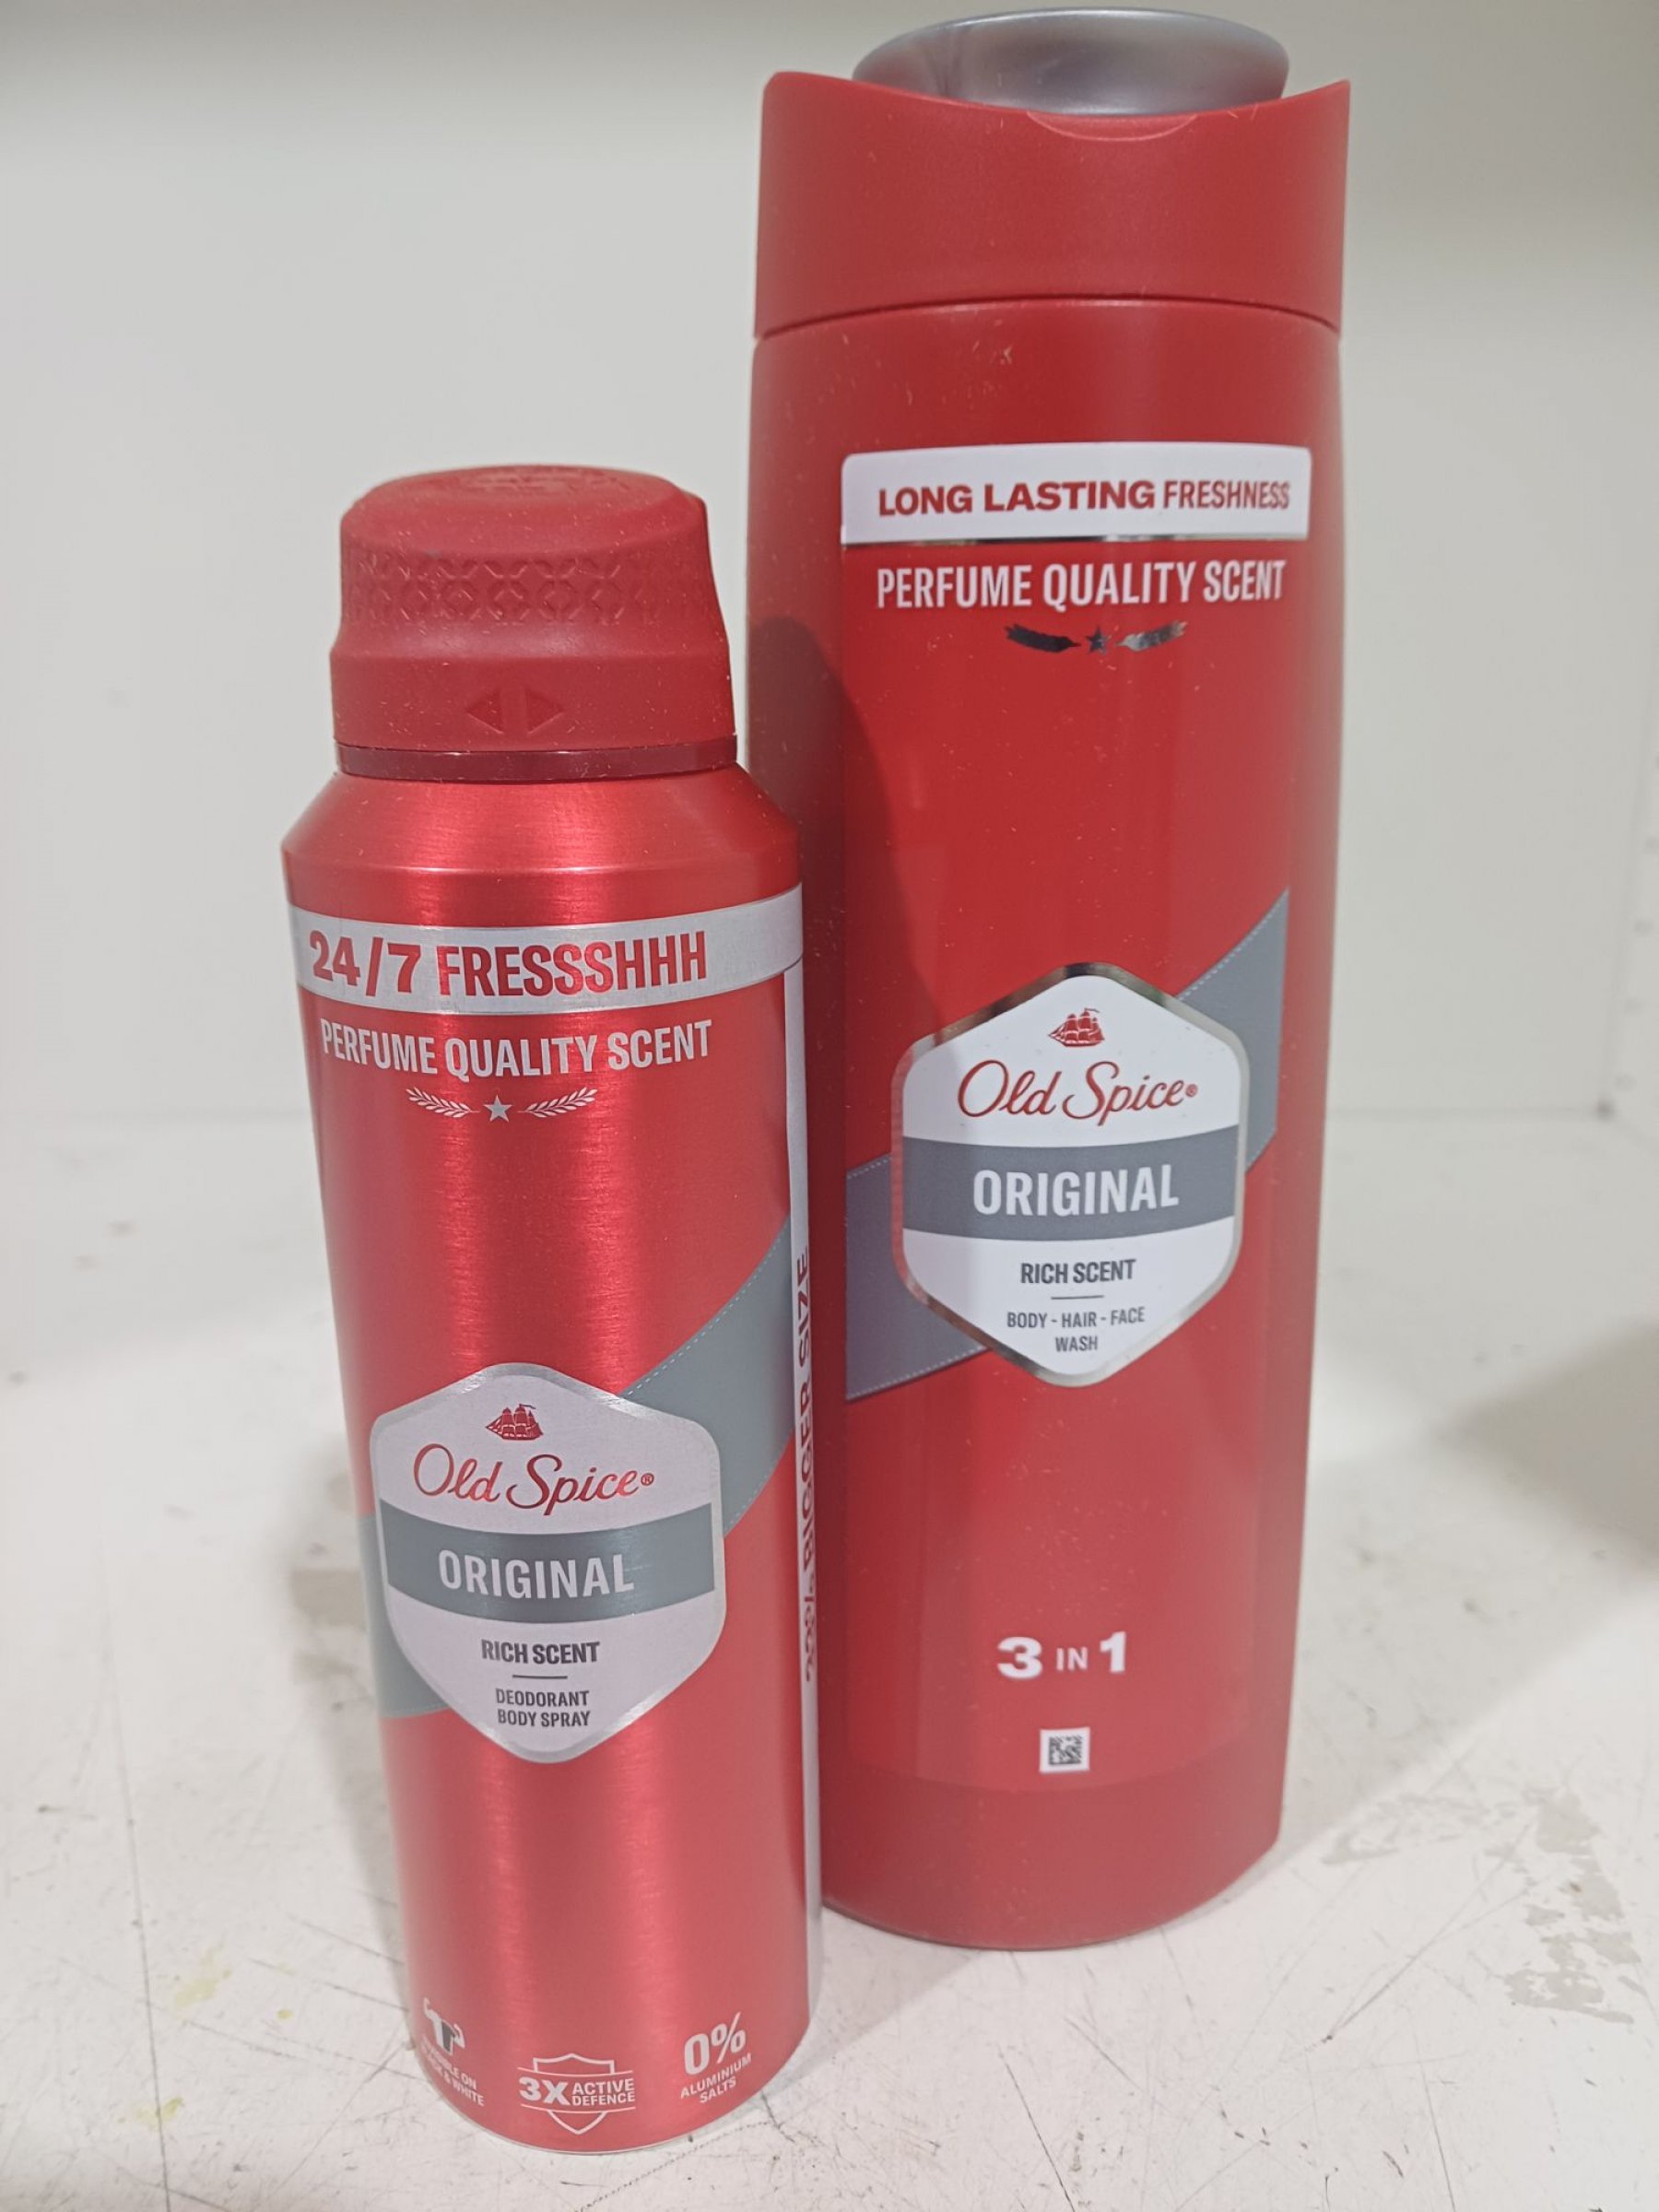 24/7 FRESSSHHH
PERFUME QUALITY SCENT
Old Spice®
ORIGINAL
RICH SCENT
DEODORANT
BODY SPRAY
ON
& WHITE
3X ACTIVE
DEFENCE
0%
ALUMINIUM
SALTS
BIGGER SIZE
LONG LASTING FRESHNESS
PERFUME QUALITY SCENT
Old Spice®
ORIGINAL
RICH SCENT
BODY - HAIR - FACE
WASH
3 IN 1